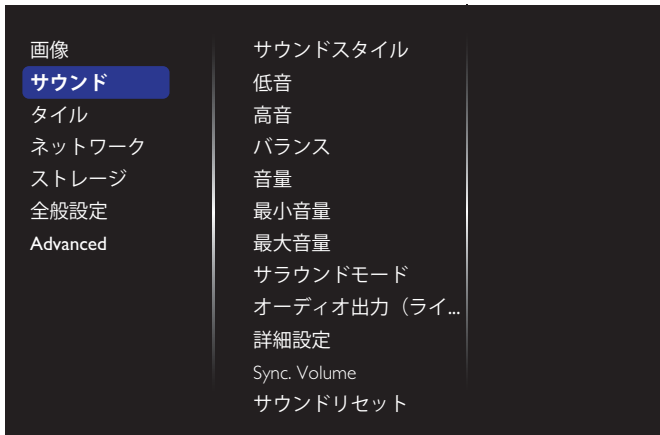 画像
サウンド
タイル
ネットワーク
ストレージ
全般設定
Advanced
サウンドスタイル
低音
高音
バランス
音量
最小音量
最大音量
サラウンドモード
オーディオ出力（ライ...
詳細設定
Sync. Volume
サウンドリセット